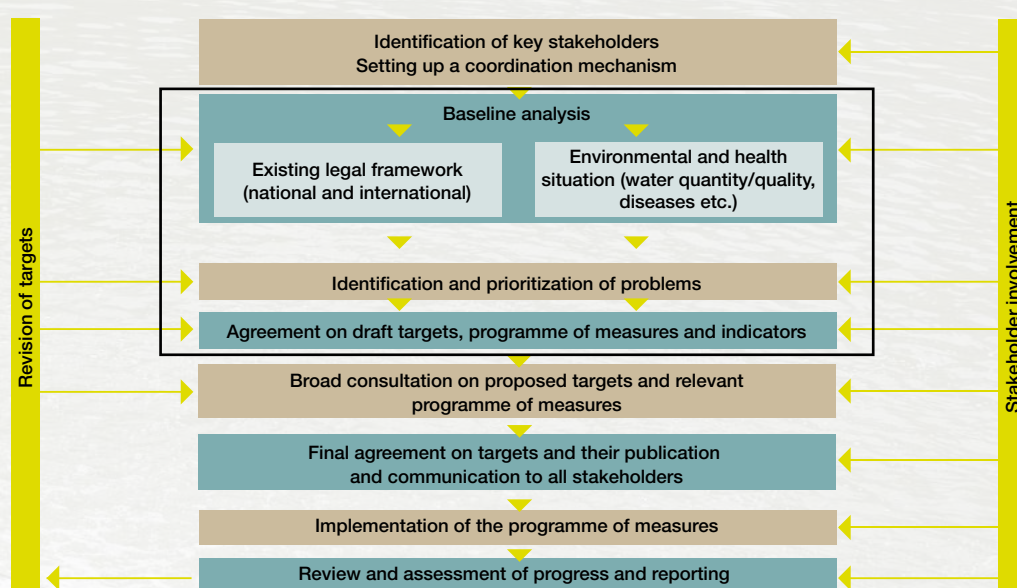 Identification of key stakeholders
Setting up a coordination mechanism
Baseline analysis
Existing legal framework
(national and international)
Environmental and health
situation (water quantity/quality,
diseases etc.)
Identification and prioritization of problems
Agreement on draft targets, programme of measures and indicators
Broad consultation on proposed targets and relevant
programme of measures
Final agreement on targets and their publication
and communication to all stakeholders
Implementation of the programme of measures
Review and assessment of progress and reporting
Revision of targets
Stakeholder involvement